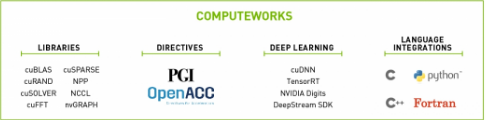 COMPUTEWORKS
LIBRARIES
cuBLAS cuSPARSE
cuRAND NPP
cuSOLVER NCCL
cuFFT nvGRAPH
DIRECTIVES
PGI
OpenACC
DEEP LEARNING
cuDNN
TensorRT
NVIDIA Digits
DeepStream SDK
LANGUAGE
INTEGRATIONS
C python
C++ Fortran